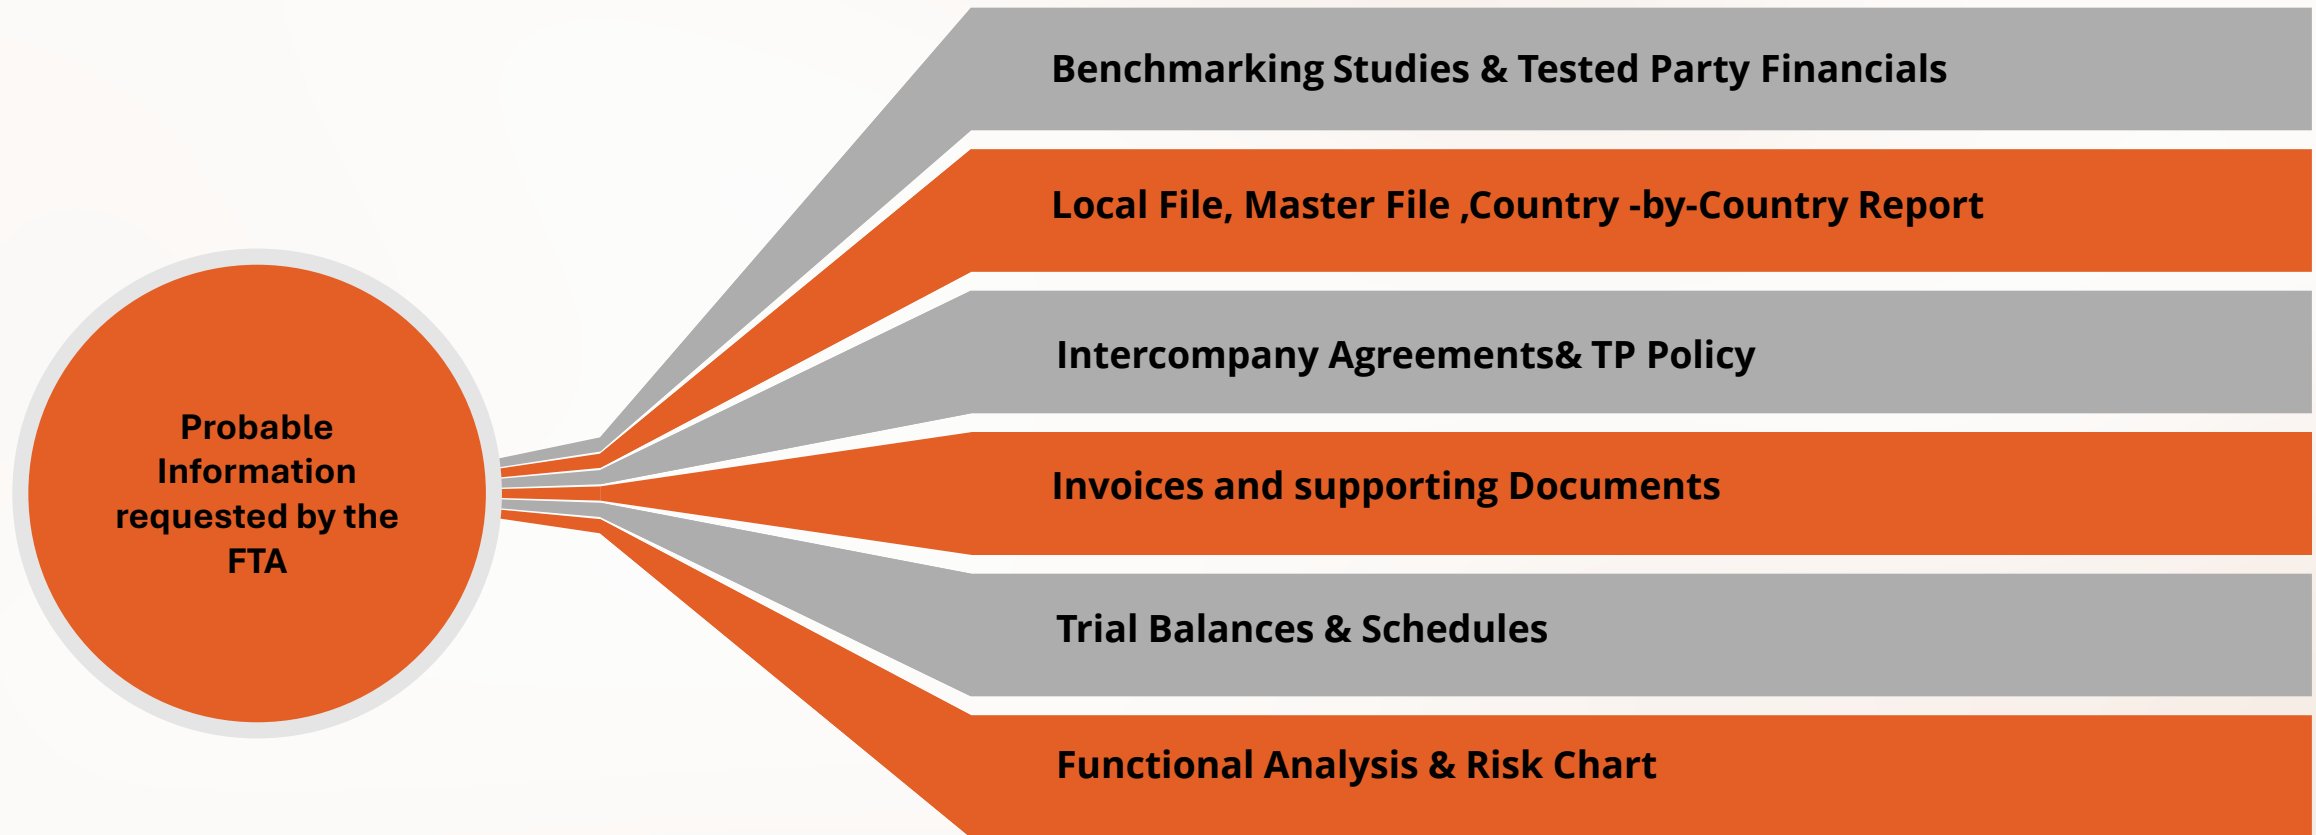 Probable
Information
requested by the
FTA
Benchmarking Studies & Tested Party Financials
Local File, Master File ,Country -by-Country Report
Intercompany Agreements& TP Policy
Invoices and supporting Documents
Trial Balances & Schedules
Functional Analysis & Risk Chart